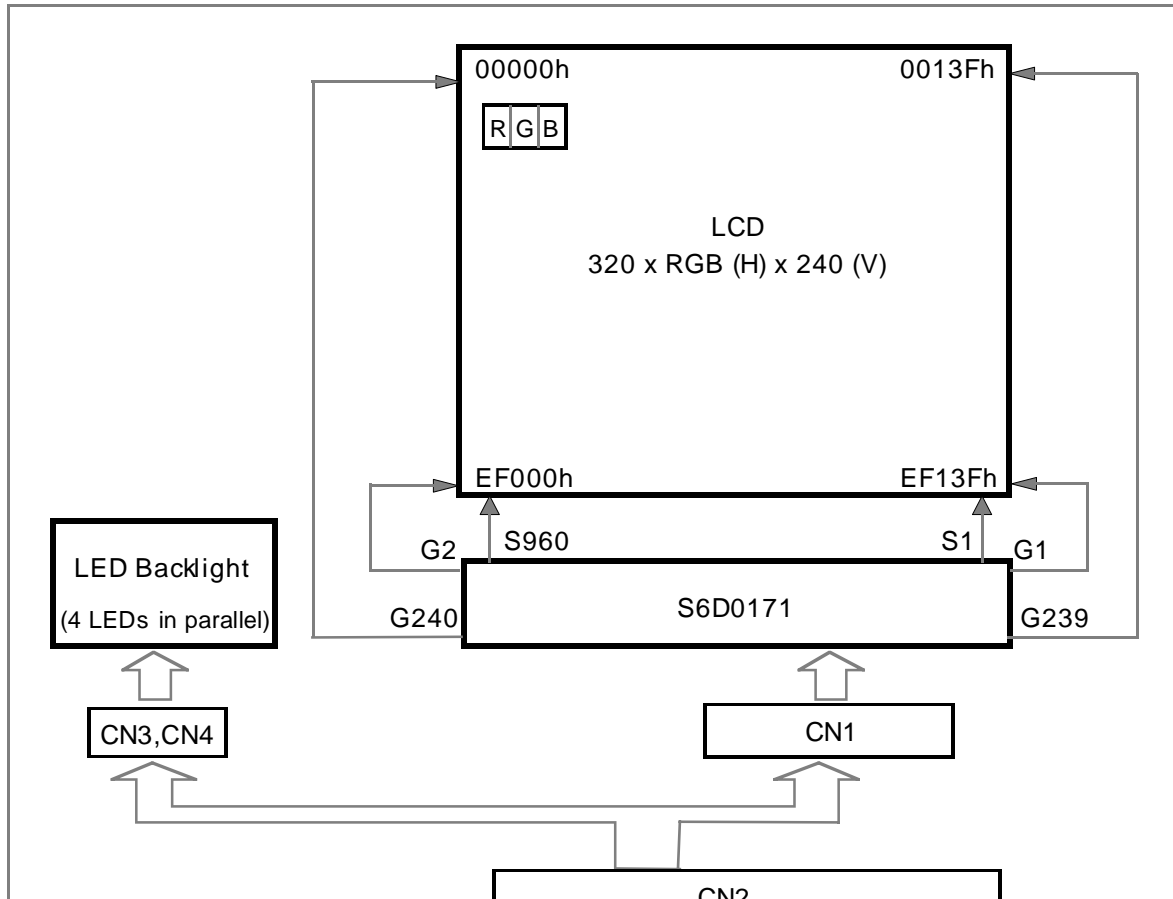 00000h 0013Fh
R G B
LCD
320 x RGB (H) x 240 (V)
EF000h EF13Fh
G2 S960 S1 G1
LED Backlight
(4 LEDs in parallel)
S6D0171
G240 G239
CN3,CN4
CN1
CN2